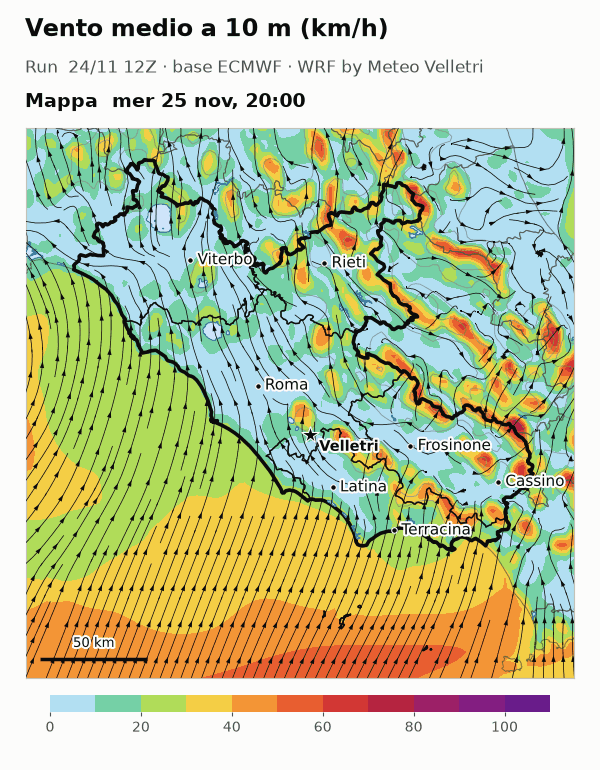 Vento medio a 10 m (km/h)
Run  24/11 12Z · base ECMWF · WRF by Meteo Velletri
Mappa  mer 25 nov, 20:00
Viterbo
Rieti
Roma
Velletri
Frosinone
Cassino
Latina
Terracina
50 km
0 20 40 60 80 100